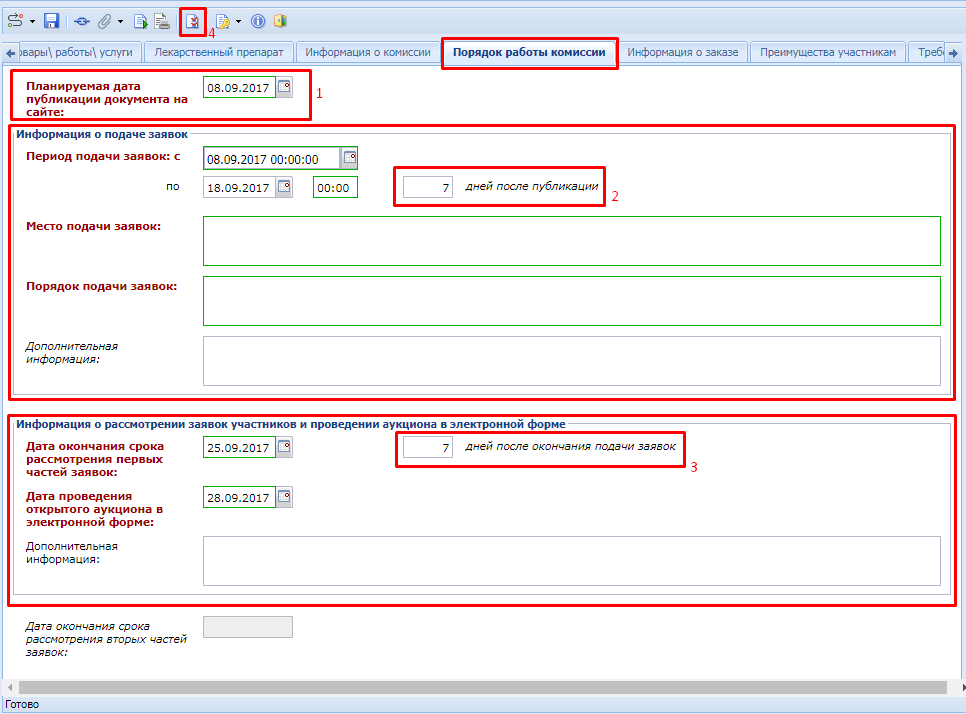 4
овары\ работы\ услуги Лекарственный препарат Информация о комиссии Порядок работы комиссии Информация о заказе Преимущества участникам Треб
Планируемая дата
публикации документа на
сайте:
08.09.2017
1
Информация о подаче заявок
Период подачи заявок: с 08.09.2017 00:00:00
по 18.09.2017 00:00 7 дней после публикации
2
Место подачи заявок:
Порядок подачи заявок:
Дополнительная
информация:
Информация о рассмотрении заявок участников и проведении аукциона в электронной форме
Дата окончания срока
рассмотрения первых
частей заявок:
25.09.2017 7 дней после окончания подачи заявок
3
Дата проведения
открытого аукциона в
электронной форме:
28.09.2017
Дополнительная
информация:
Дата окончания срока
рассмотрения вторых частей
заявок:
Готово